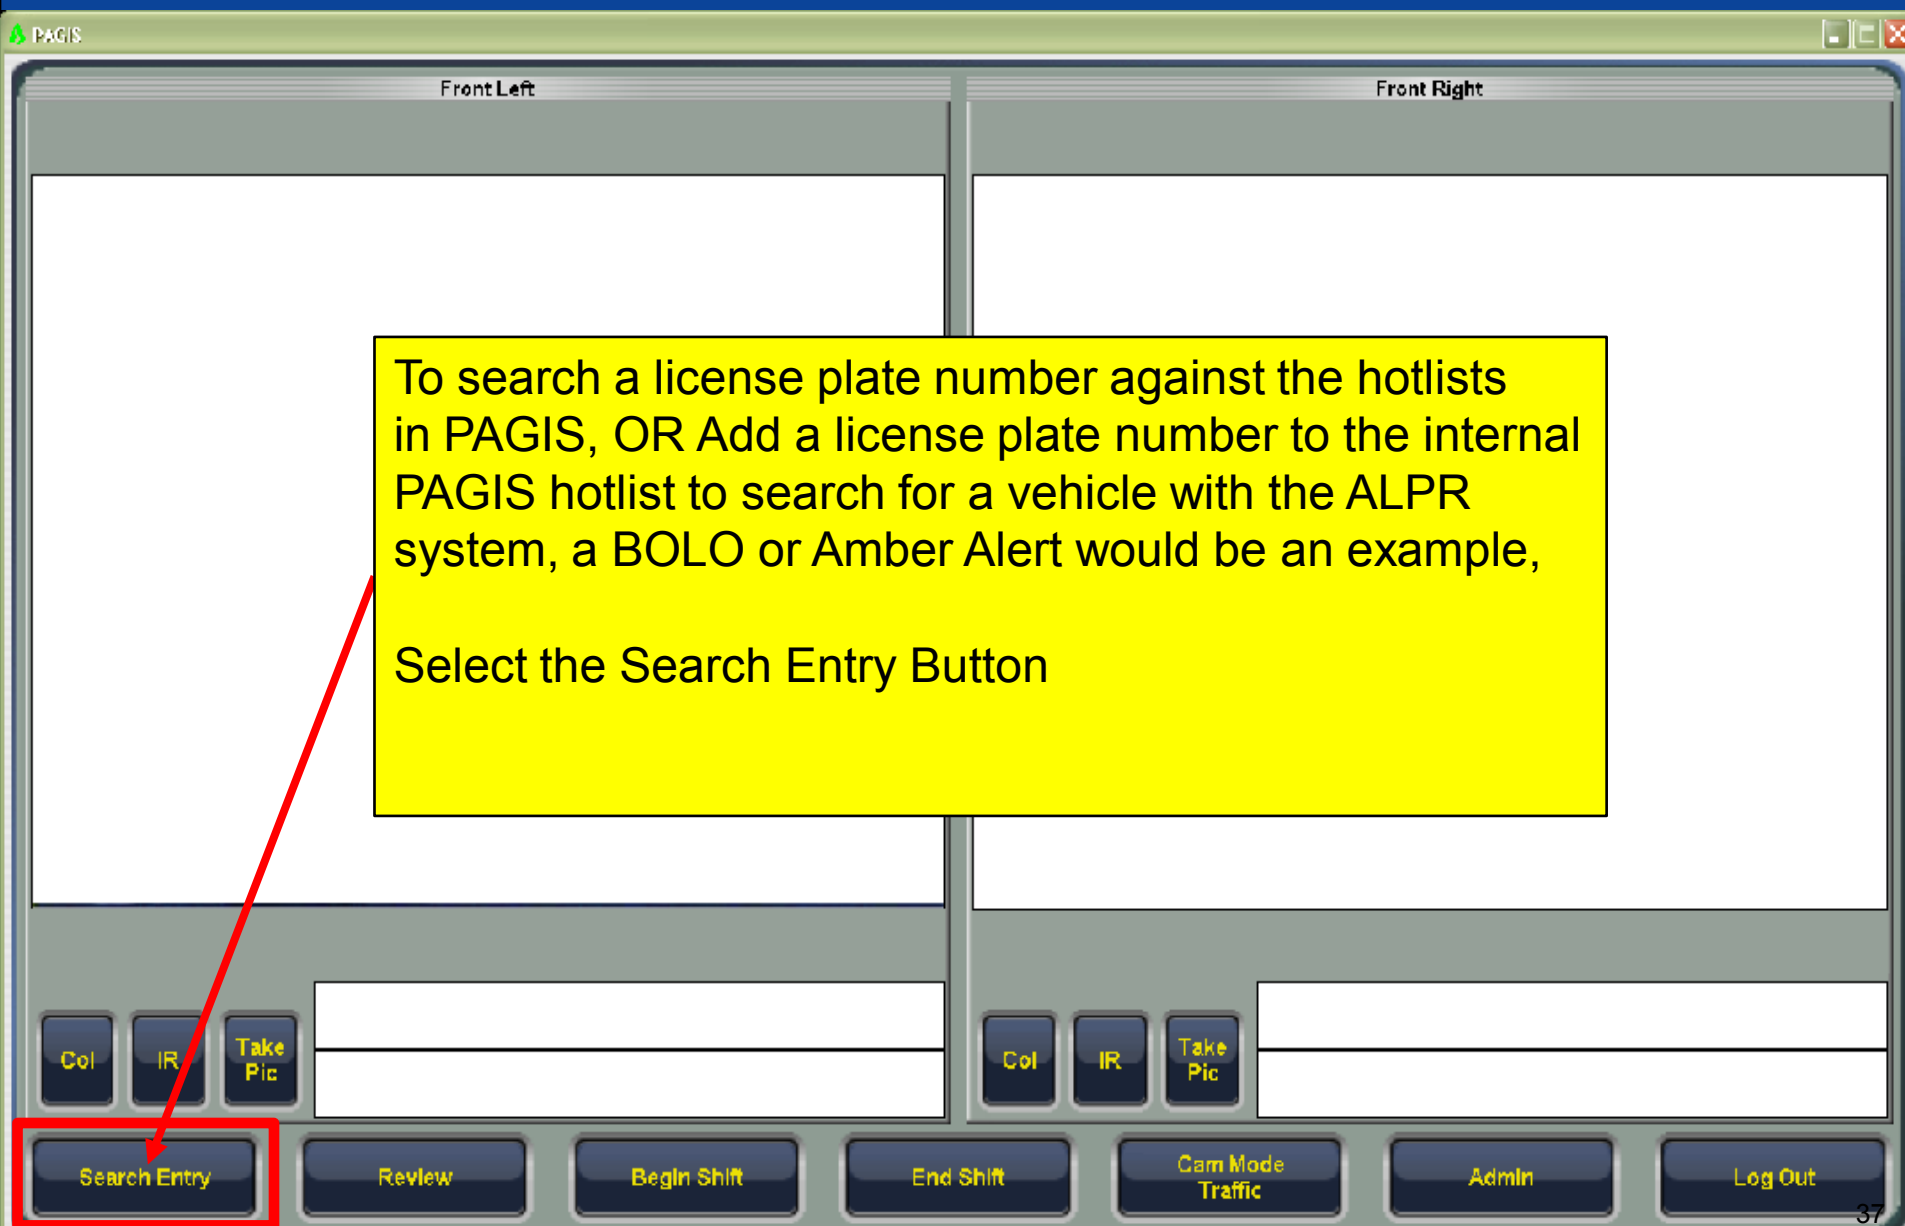 PAGIS
Front Left
Front Right
To search a license plate number against the hotlists
in PAGIS, OR Add a license plate number to the internal
PAGIS hotlist to search for a vehicle with the ALPR
system, a BOLO or Amber Alert would be an example,
Select the Search Entry Button
Col
IR
Take
Pic
Col
IR
Take
Pic
Search Entry
Review
Begin Shift
End Shift
Cam Mode
Traffic
Admin
Log Out
37